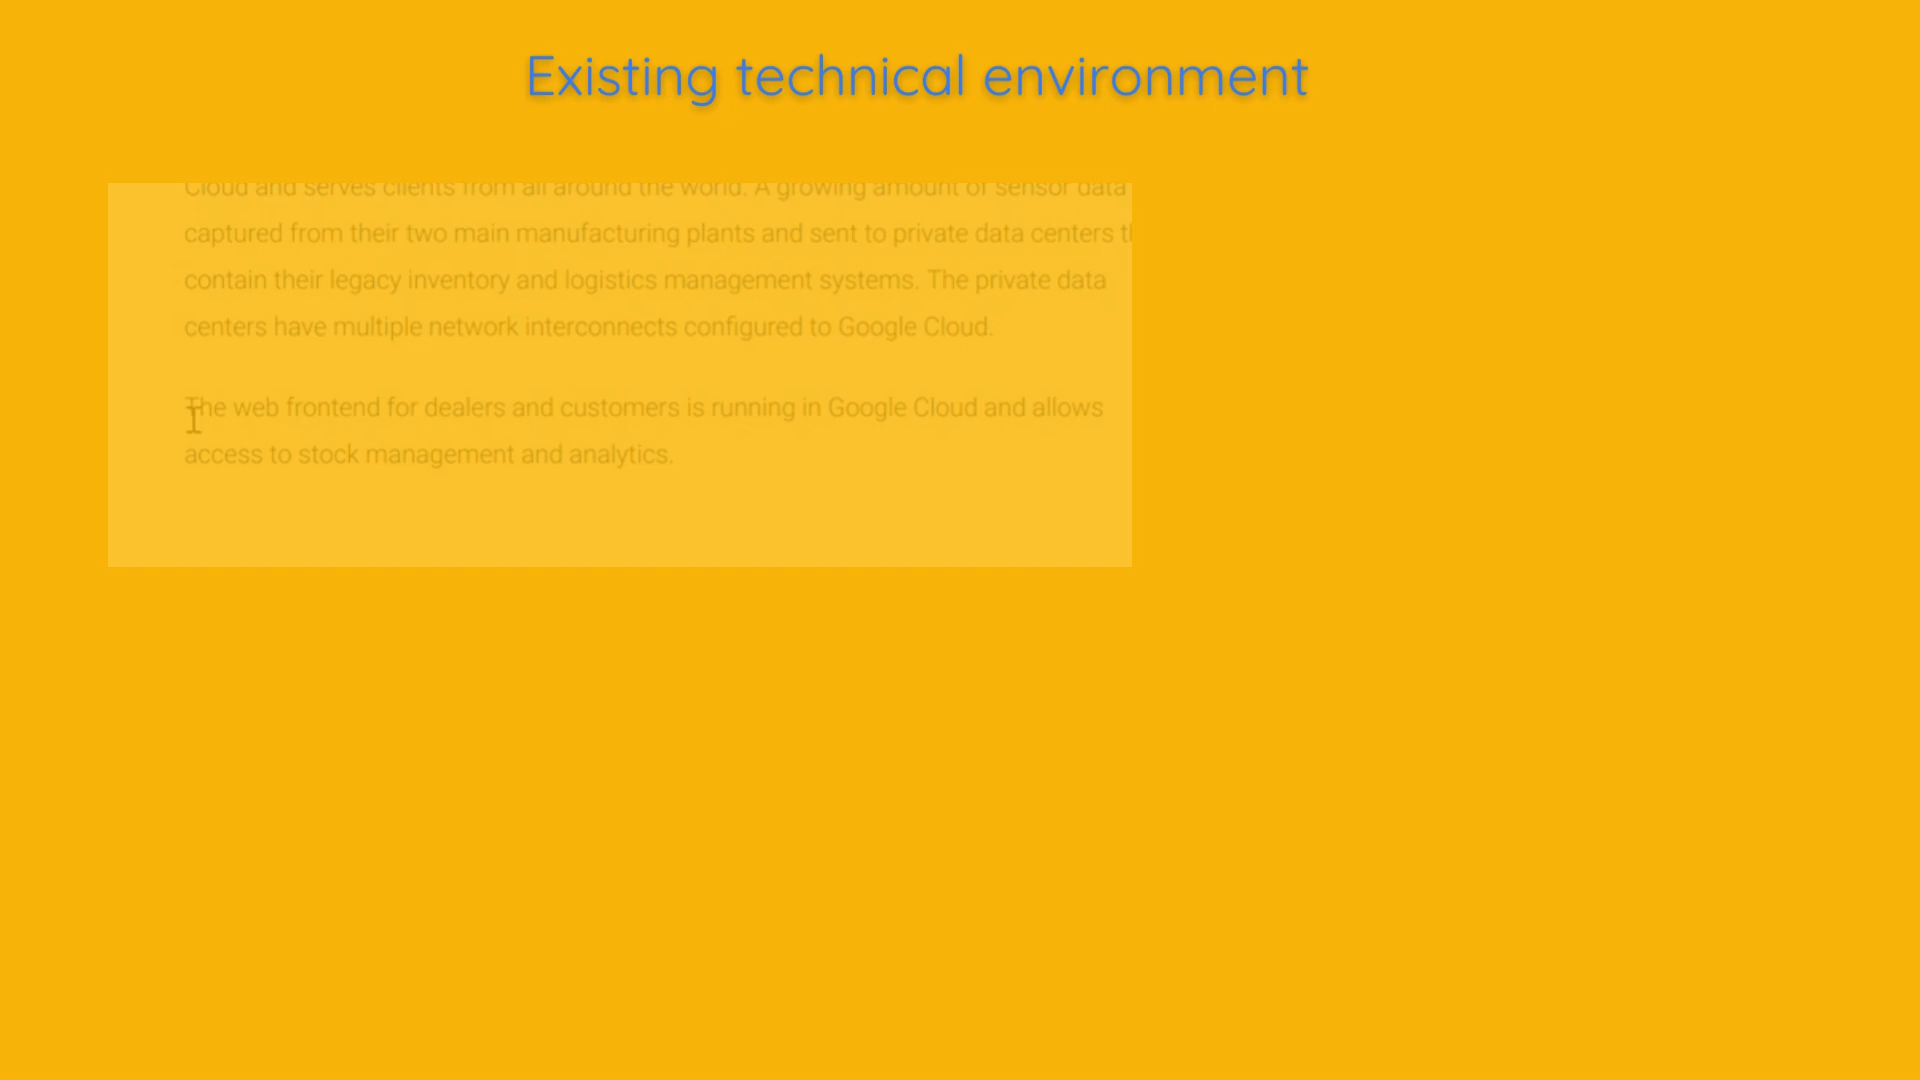 Existing technical environment
Cloud and serves clients from all around the world. A growing amount of sensor data
captured from their two main manufacturing plants and sent to private data centers
contain their legacy inventory and logistics management systems. The private data
centers have multiple network interconnects configured to Google Cloud.
The web frontend for dealers and customers is running in Google Cloud and allows
access to stock management and analytics.